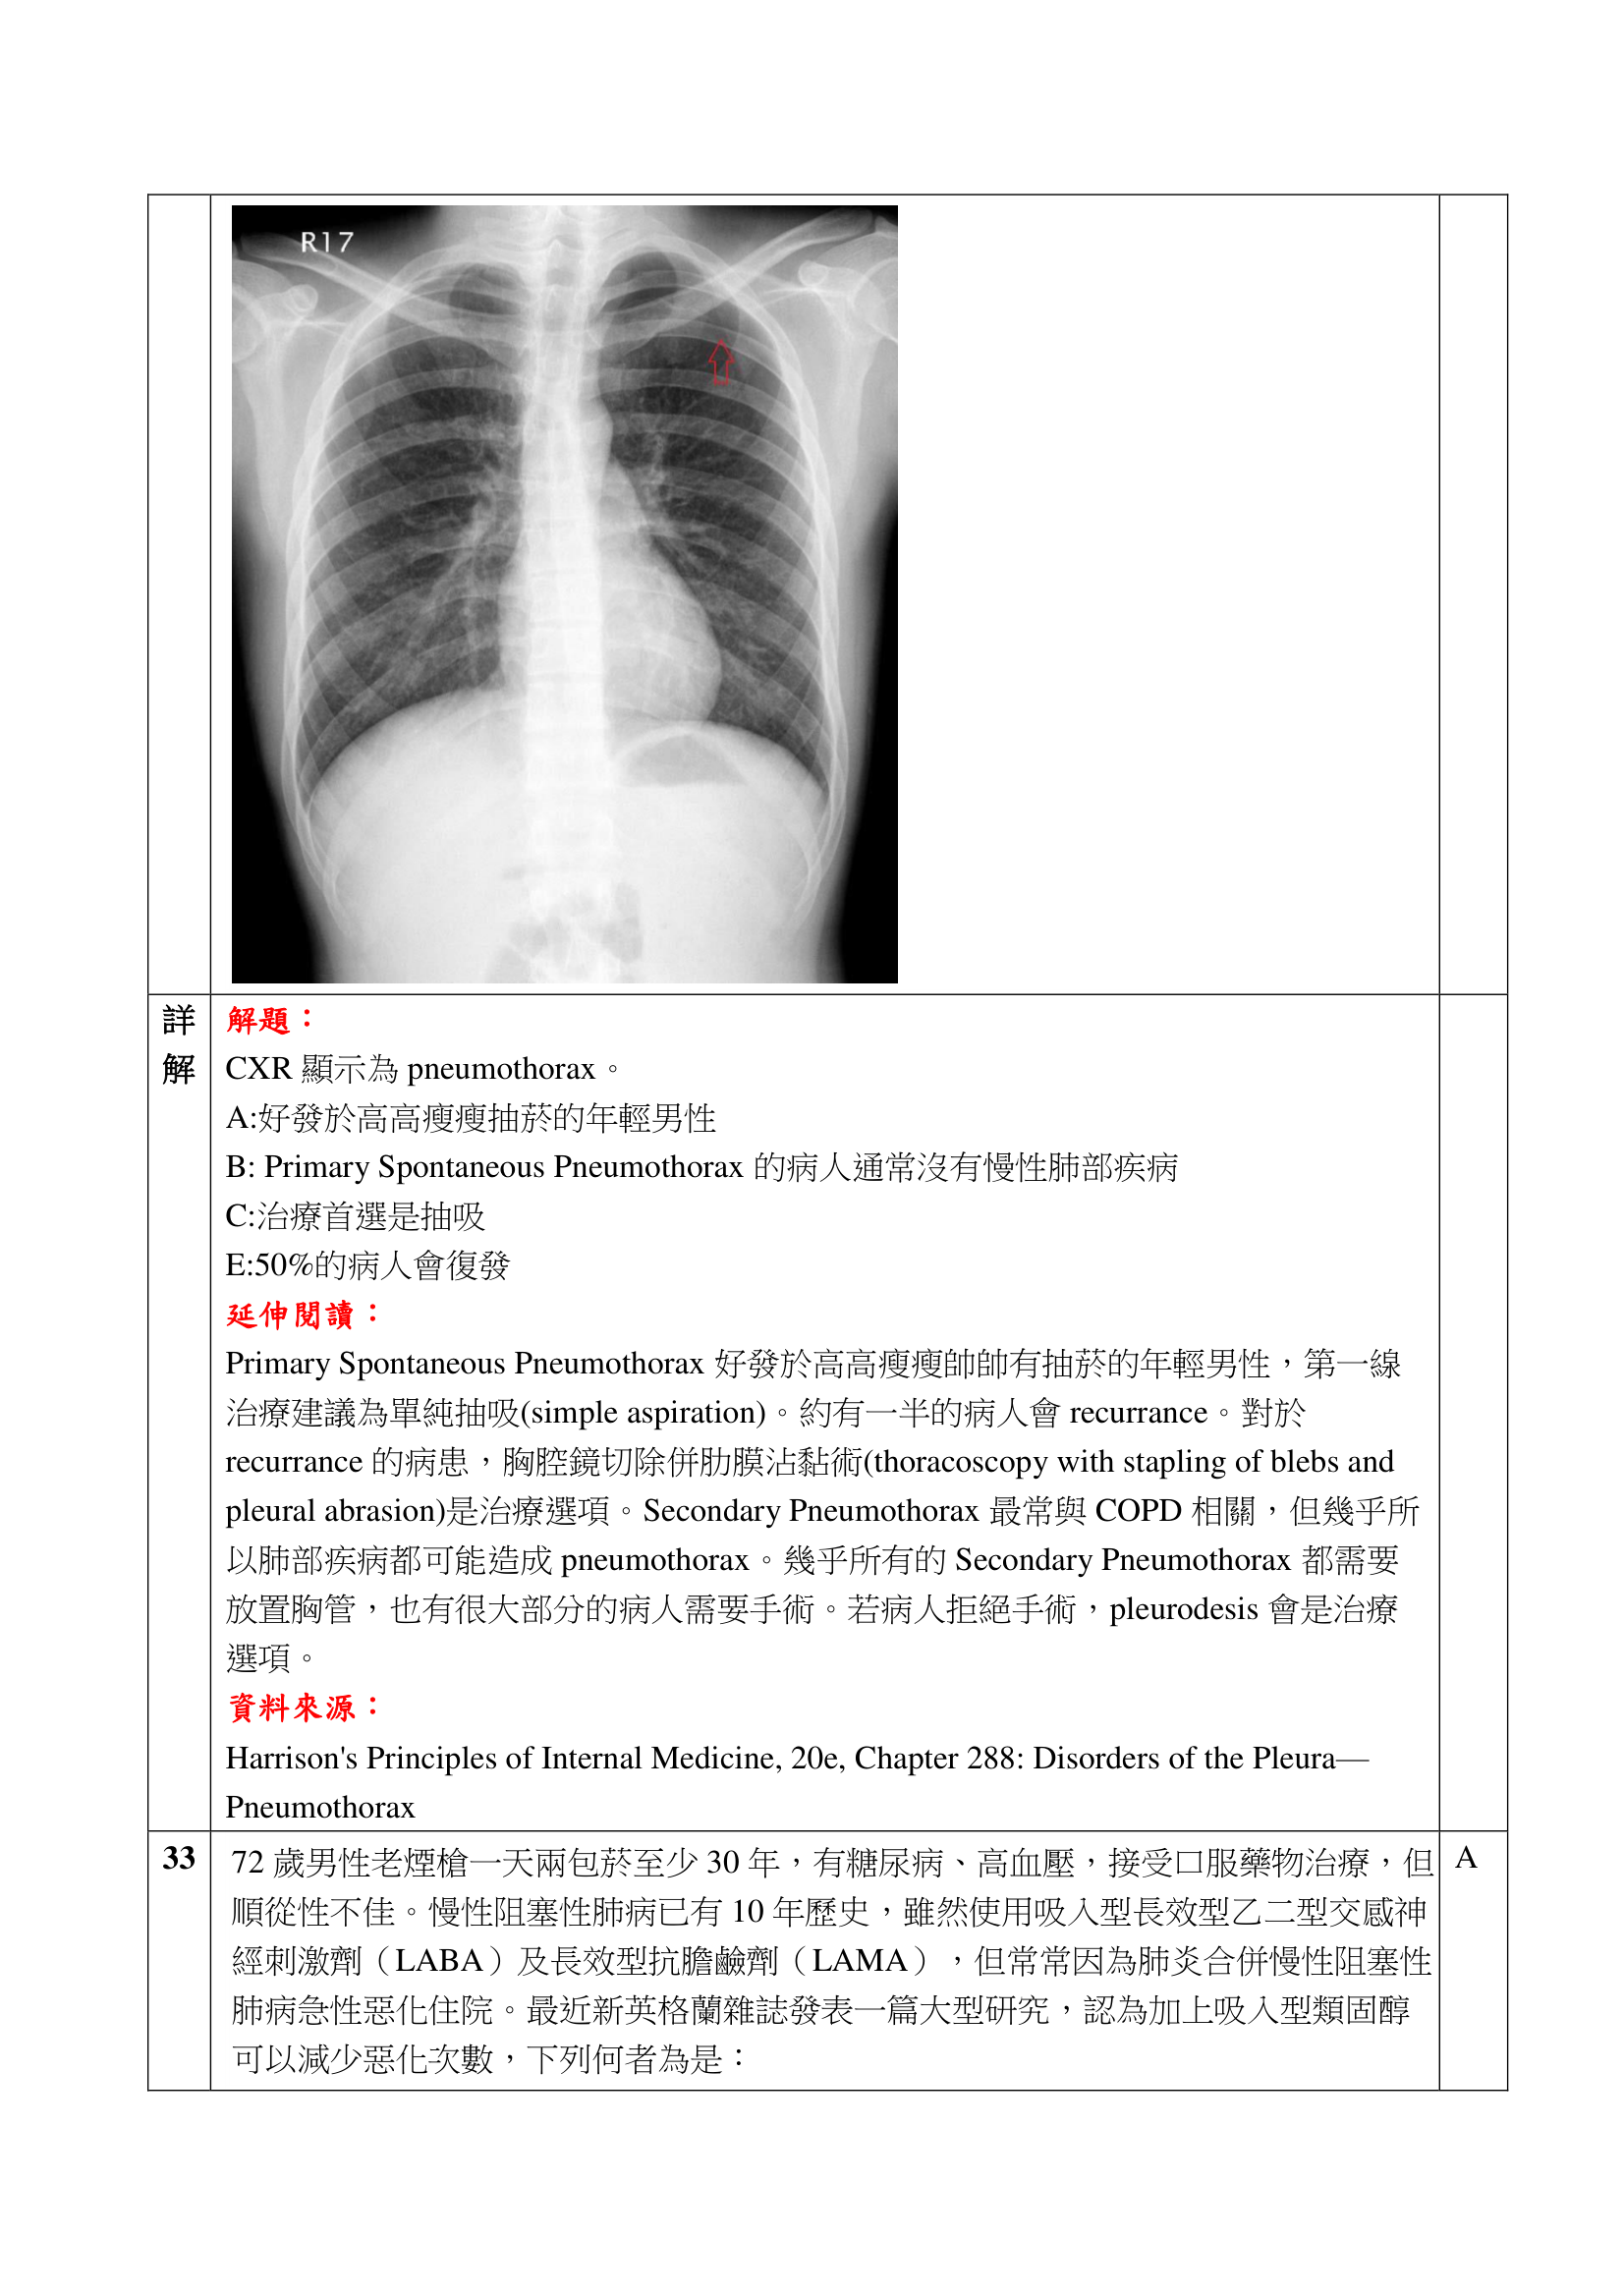 R17
詳
解
解題：
CXR 顯示為 pneumothorax。
A:好發於高高瘦瘦抽菸的年輕男性
B: Primary Spontaneous Pneumothorax 的病人通常沒有慢性肺部疾病
C:治療首選是抽吸
E:50%的病人會復發
延伸閱讀：
Primary Spontaneous Pneumothorax 好發於高高瘦瘦帥帥有抽菸的年輕男性，第一線
治療建議為單純抽吸(simple aspiration)。約有一半的病人會 recurrance。對於
recurrance 的病患，胸腔鏡切除併肋膜沾黏術(thoracoscopy with stapling of blebs and
pleural abrasion)是治療選項。Secondary Pneumothorax 最常與 COPD 相關，但幾乎所
以肺部疾病都可能造成 pneumothorax。幾乎所有的 Secondary Pneumothorax 都需要
放置胸管，也有很大部分的病人需要手術。若病人拒絕手術，pleurodesis 會是治療
選項。
資料來源：
Harrison's Principles of Internal Medicine, 20e, Chapter 288: Disorders of the Pleura—
Pneumothorax
33 72 歲男性老煙槍一天兩包菸至少 30 年，有糖尿病、高血壓，接受口服藥物治療，但 A
順從性不佳。慢性阻塞性肺病已有 10 年歷史，雖然使用吸入型長效型乙二型交感神
經刺激劑（LABA）及長效型抗膽鹼劑（LAMA），但常常因為肺炎合併慢性阻塞性
肺病急性惡化住院。最近新英格蘭雜誌發表一篇大型研究，認為加上吸入型類固醇
可以減少惡化次數，下列何者為是：